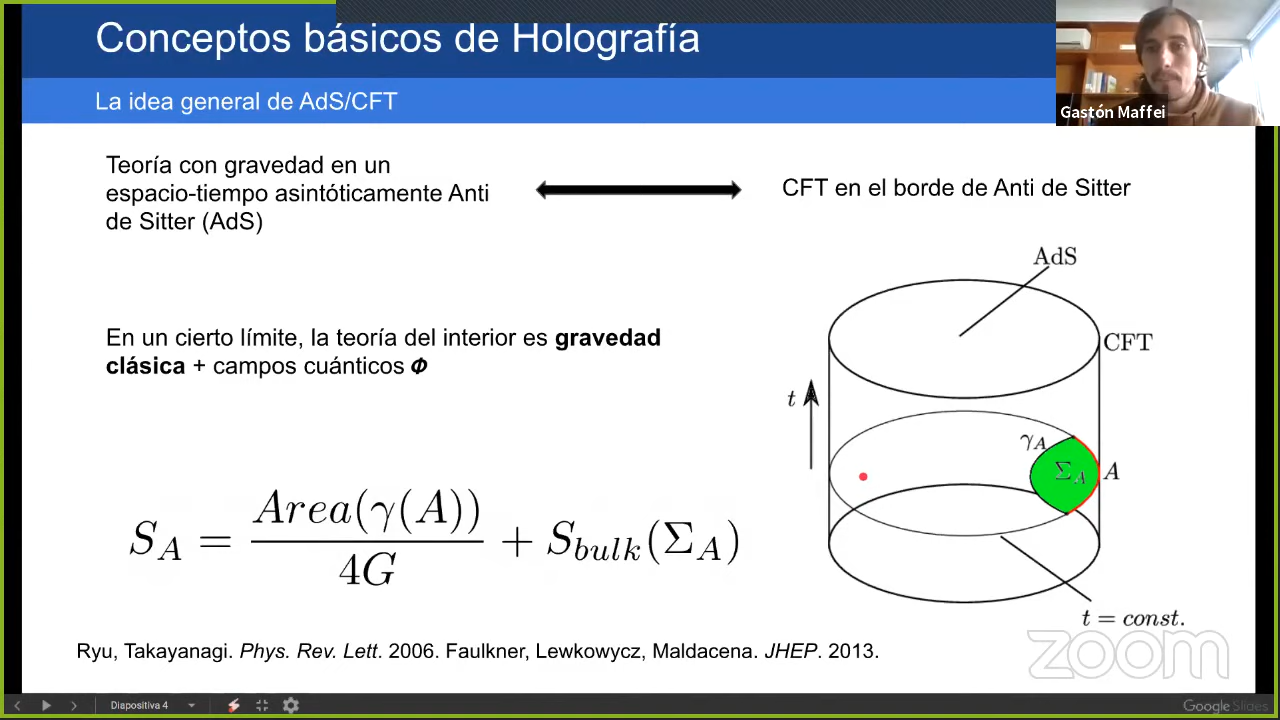 Conceptos básicos de Holografía
La idea general de AdS/CFT
Gastón Maffei
Teoría con gravedad en un
espacio-tiempo asintóticamente Anti
de Sitter (AdS)
CFT en el borde de Anti de Sitter
AdS
En un cierto límite, la teoría del interior es gravedad
clásica + campos cuánticos Φ
CFT
t
γ_A
Σ_A
A
S_A = Area(γ(A)) / 4G + S_bulk(Σ_A)
t = const.
Ryu, Takayanagi. Phys. Rev. Lett. 2006. Faulkner, Lewkowycz, Maldacena. JHEP. 2013.
zoom
Diapositiva 4
Google Slides